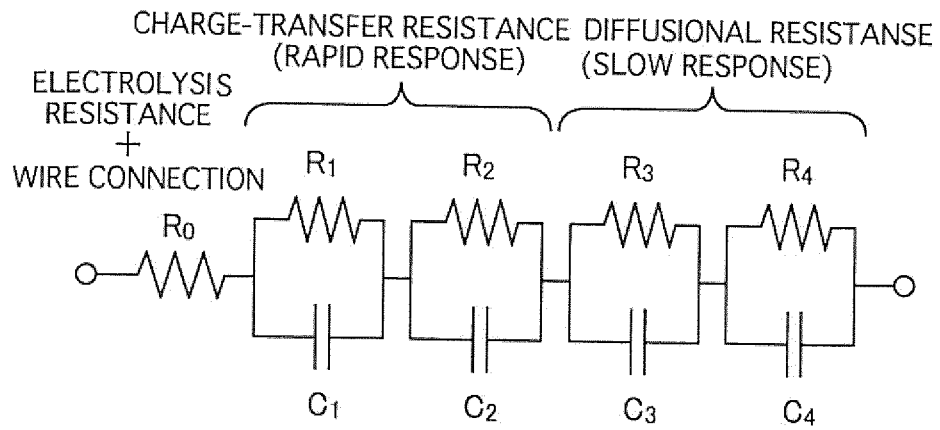 CHARGE-TRANSFER RESISTANCE
(RAPID RESPONSE)
DIFFUSIONAL RESISTANSE
(SLOW RESPONSE)
ELECTROLYSIS
RESISTANCE
+
WIRE CONNECTION
R0
R1
R2
R3
R4
C1
C2
C3
C4